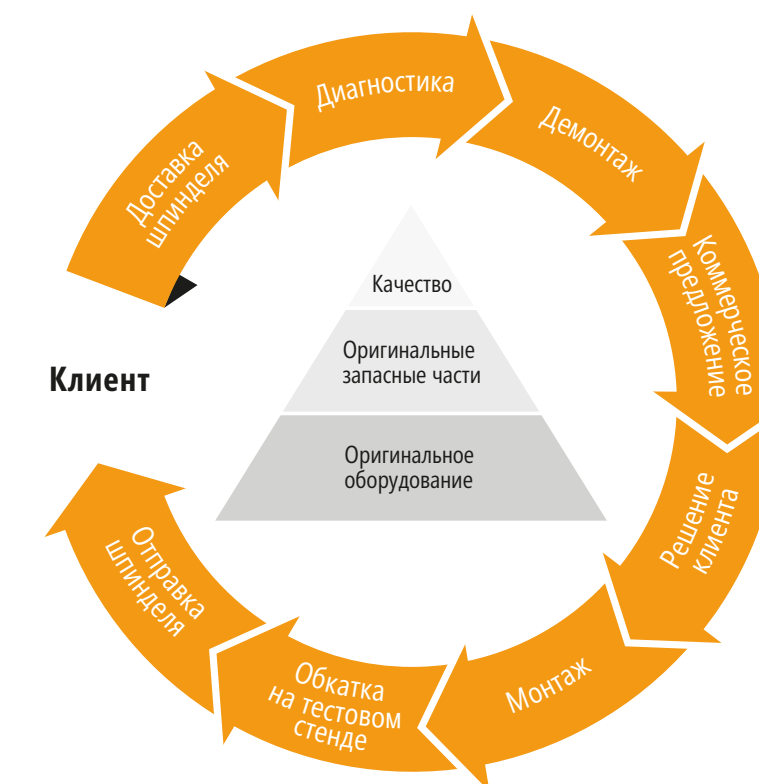 Клиент
Доставка
шпинделя
Диагностика
Демонтаж
Коммерческое
предложение
Решение
клиента
Монтаж
Обкатка
на тестовом
стенде
Отправка
шпинделя
Качество
Оригинальные
запасные части
Оригинальное
оборудование